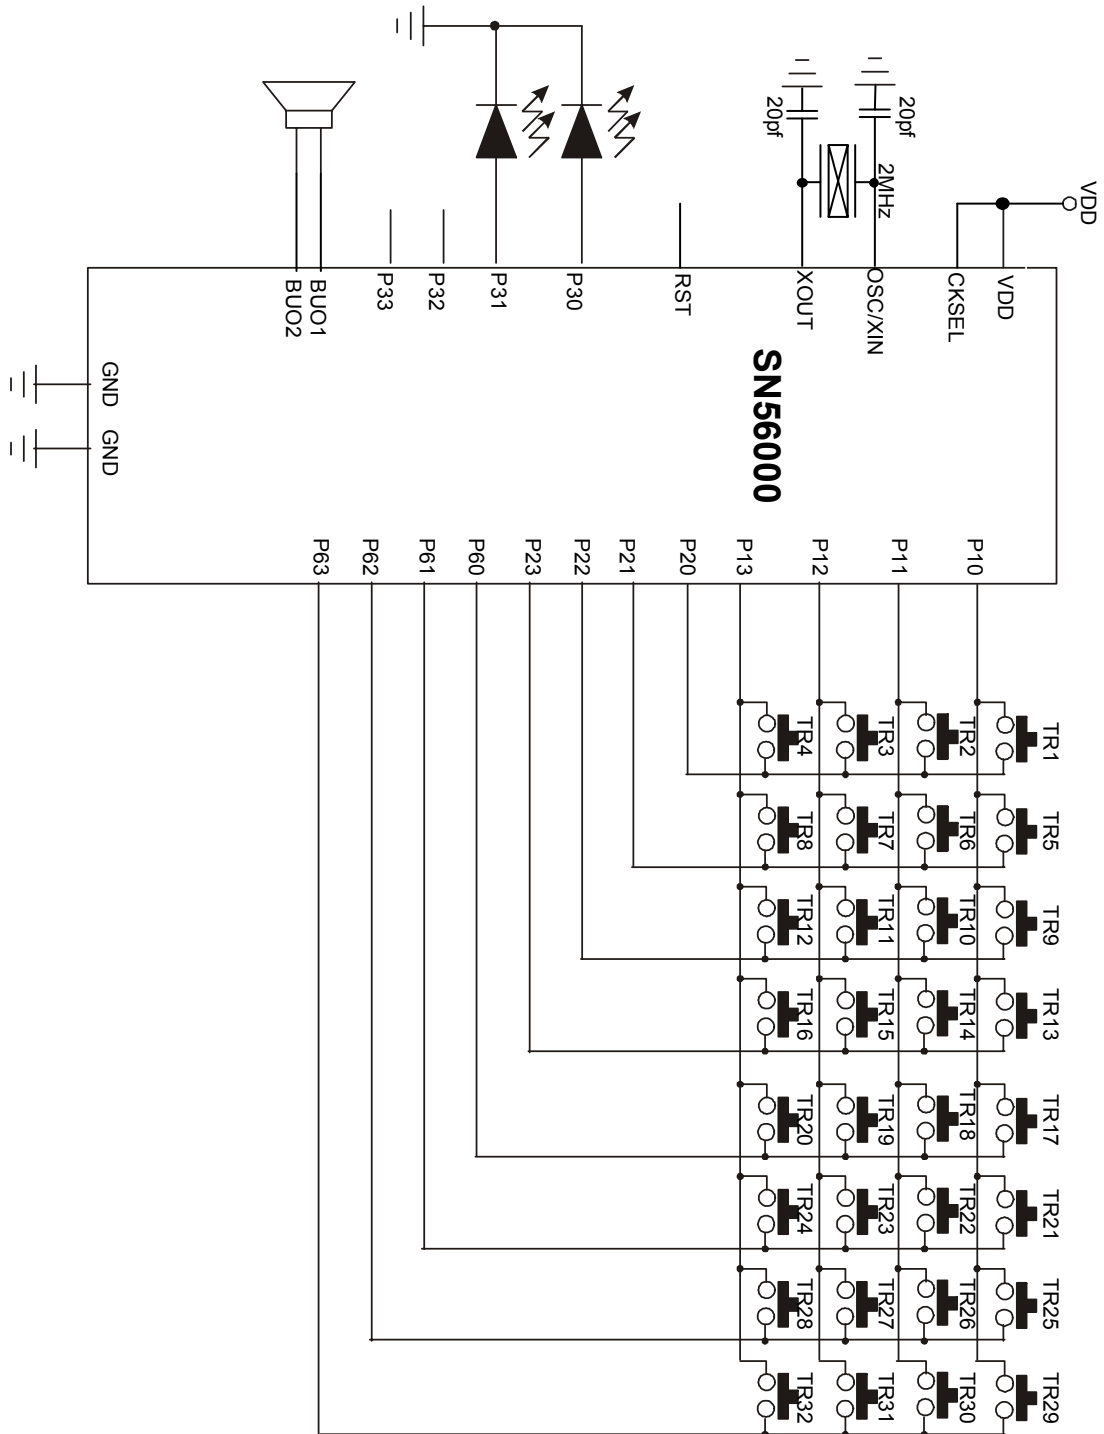 VDD
20pf
20pf
2MHz
VDD
CKSEL
OSC/XIN
XOUT
RST
P30
P31
P32
P33
BUO1
BUO2
SN56000
GND
GND
P10
P11
P12
P13
P20
P21
P22
P23
P60
P61
P62
P63
TR1
TR2
TR3
TR4
TR5
TR6
TR7
TR8
TR9
TR10
TR11
TR12
TR13
TR14
TR15
TR16
TR17
TR18
TR19
TR20
TR21
TR22
TR23
TR24
TR25
TR26
TR27
TR28
TR29
TR30
TR31
TR32